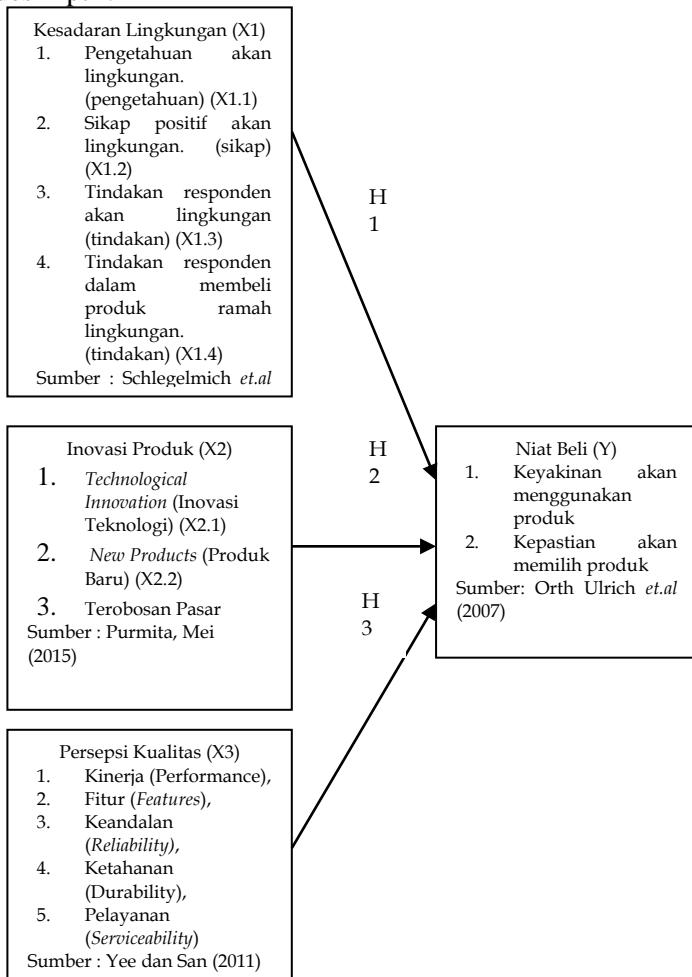 Kesadaran Lingkungan (X1)
1. Pengetahuan akan
lingkungan.
(pengetahuan) (X1.1)
2. Sikap positif akan
lingkungan. (sikap)
(X1.2)
3. Tindakan responden
akan lingkungan
(tindakan) (X1.3)
4. Tindakan responden
dalam membeli
produk ramah
lingkungan.
(tindakan) (X1.4)
Sumber : Schlegelmich et.al
H
1
Inovasi Produk (X2)
1. Technological
Innovation (Inovasi
Teknologi) (X2.1)
2. New Products (Produk
Baru) (X2.2)
3. Terobosan Pasar
Sumber : Purmita, Mei
(2015)
H
2
H
3
Niat Beli (Y)
1. Keyakinan akan
menggunakan
produk
2. Kepastian akan
memilih produk
Sumber: Orth Ulrich et.al
(2007)
Persepsi Kualitas (X3)
1. Kinerja (Performance),
2. Fitur (Features),
3. Keandalan
(Reliability),
4. Ketahanan
(Durability),
5. Pelayanan
(Serviceability)
Sumber : Yee dan San (2011)